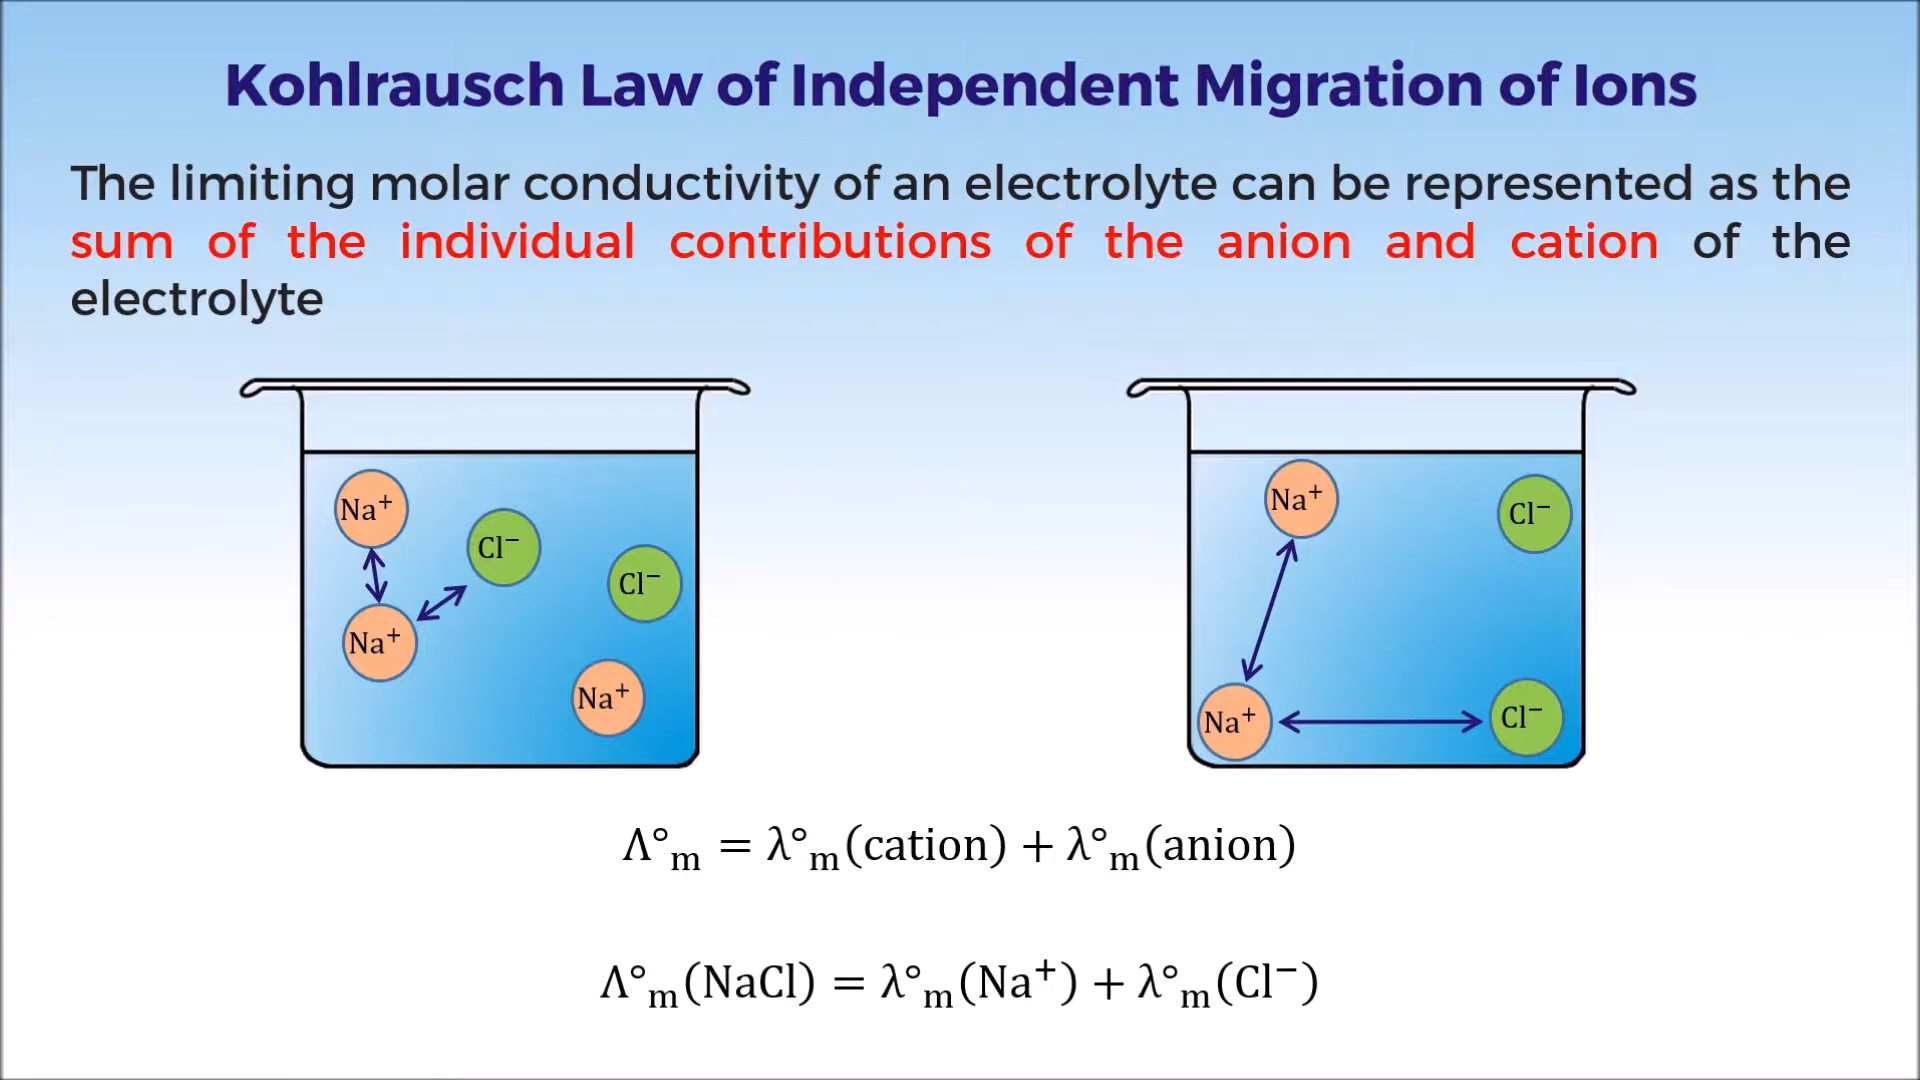 Kohlrausch Law of Independent Migration of Ions
The limiting molar conductivity of an electrolyte can be represented as the
sum of the individual contributions of the anion and cation of the
electrolyte
Na⁺
Cl⁻
Cl⁻
Na⁺
Na⁺
Na⁺
Cl⁻
Na⁺
Cl⁻
Λ°ₘ = λ°ₘ(cation) + λ°ₘ(anion)
Λ°ₘ(NaCl) = λ°ₘ(Na⁺) + λ°ₘ(Cl⁻)